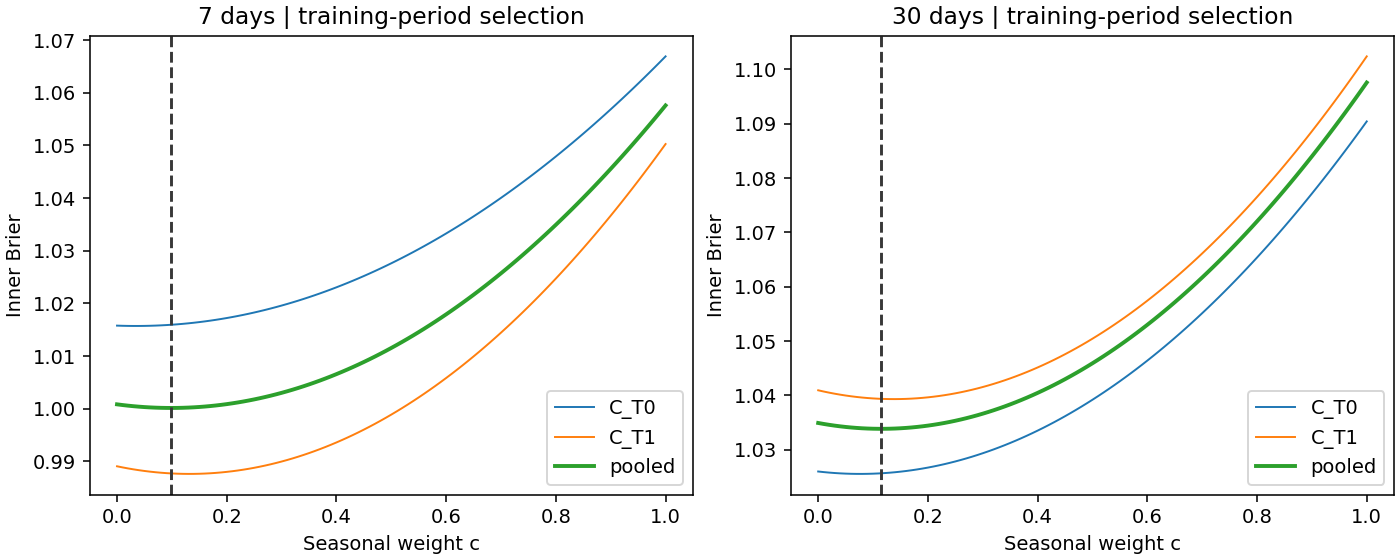 7 days | training-period selection
1.07
1.06
1.05
1.04
1.03
1.02
1.01
1.00
0.99
Inner Brier
0.0 0.2 0.4 0.6 0.8 1.0
Seasonal weight c
C_T0
C_T1
pooled
30 days | training-period selection
1.10
1.09
1.08
1.07
1.06
1.05
1.04
1.03
Inner Brier
0.0 0.2 0.4 0.6 0.8 1.0
Seasonal weight c
C_T0
C_T1
pooled